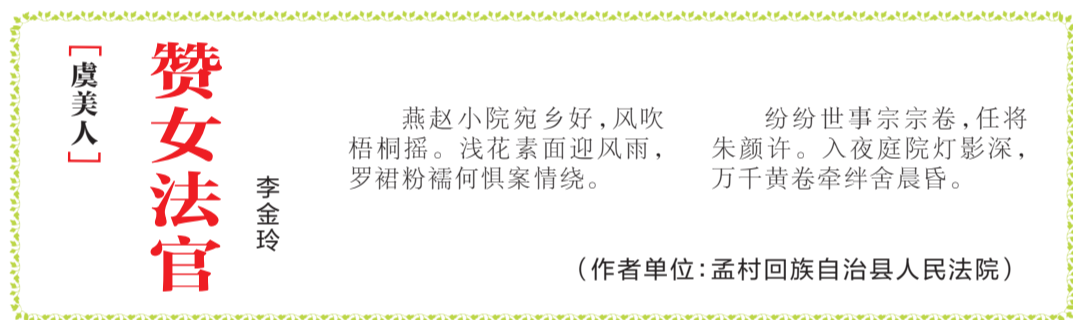 ［虞美人］
赞女法官
李金玲
燕赵小院宛乡好，风吹
梧桐摇。浅花素面迎风雨，
罗裙粉襦何惧案情绕。
纷纷世事宗宗卷，任将
朱颜许。入夜庭院灯影深，
万千黄卷牵绊舍晨昏。
（作者单位：孟村回族自治县人民法院）